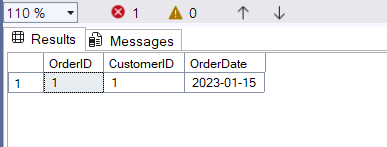 110 % 1 0
Results Messages
OrderID CustomerID OrderDate
1 1 1 2023-01-15